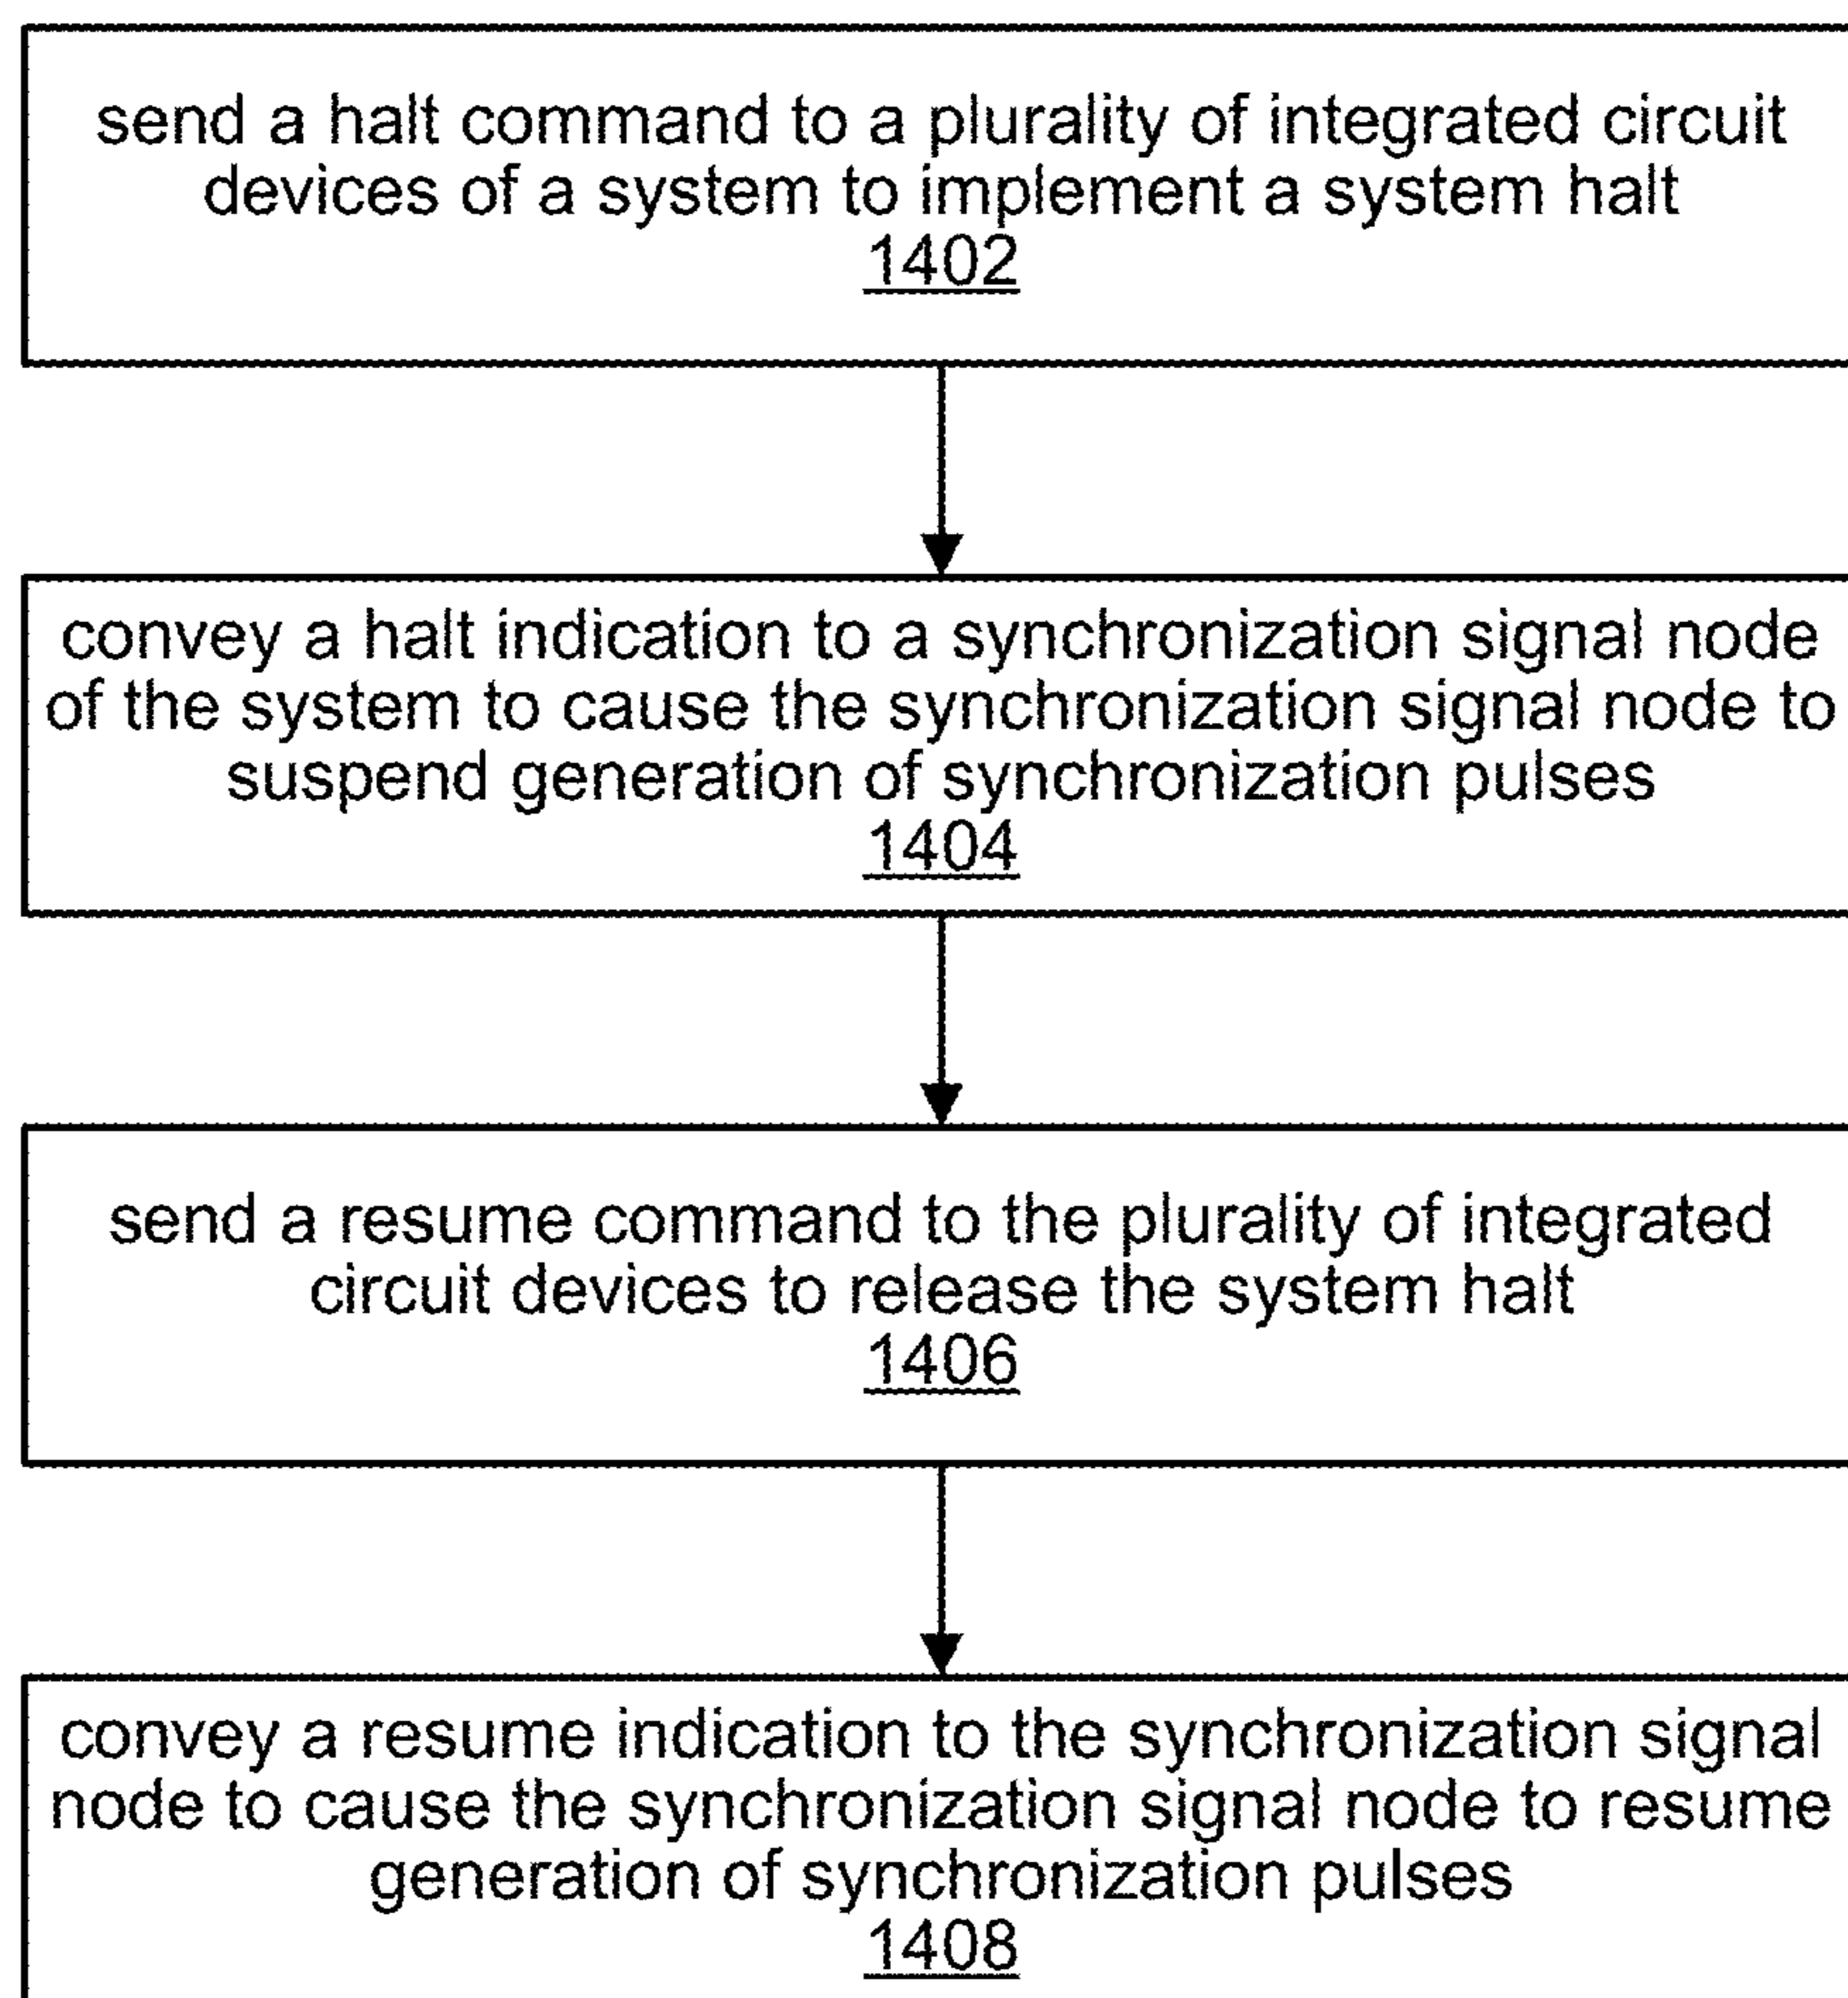 send a halt command to a plurality of integrated circuit
devices of a system to implement a system halt
1402
convey a halt indication to a synchronization signal node
of the system to cause the synchronization signal node to
suspend generation of synchronization pulses
1404
send a resume command to the plurality of integrated
circuit devices to release the system halt
1406
convey a resume indication to the synchronization signal
node to cause the synchronization signal node to resume
generation of synchronization pulses
1408